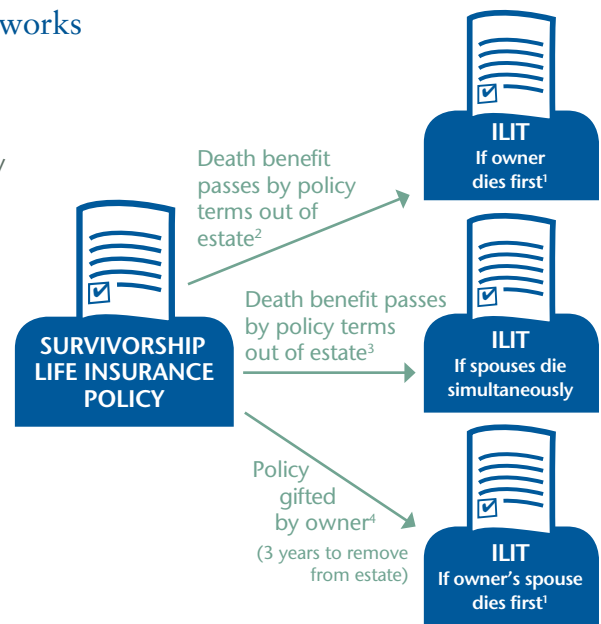 works
y
Death benefit
passes by policy
terms out of
estate²
ILIT
If owner
dies first¹
SURVIVORSHIP
LIFE INSURANCE
POLICY
Death benefit passes
by policy terms
out of estate³
ILIT
If spouses die
simultaneously
Policy
gifted
by owner⁴
(3 years to remove
from estate)
ILIT
If owner's spouse
dies first¹